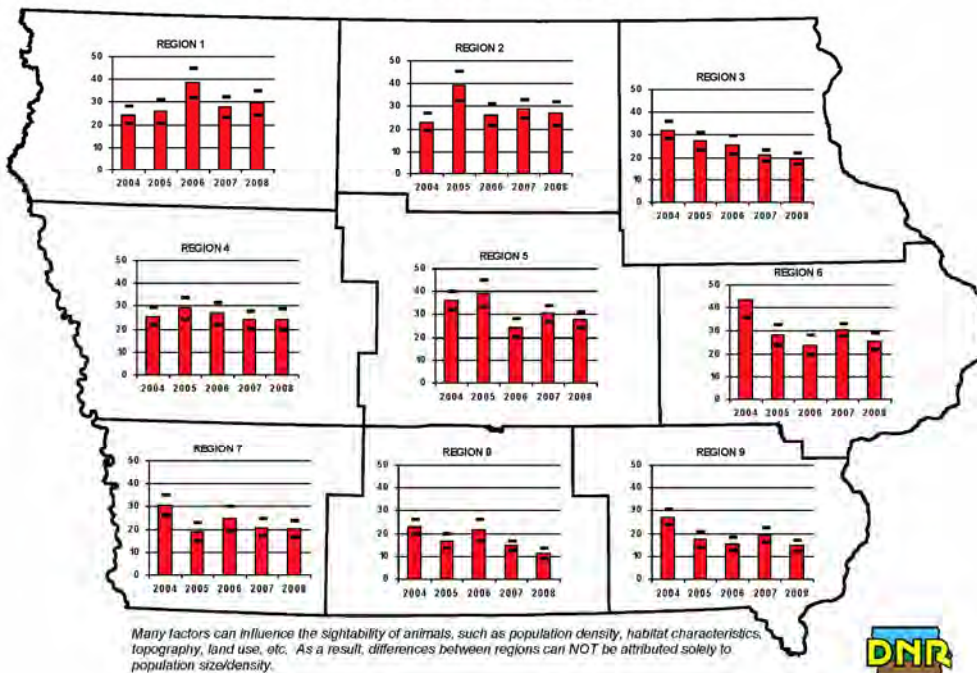 REGION 1
50
40
30
20
10
0
2004 2005 2006 2007 2008
REGION 2
50
40
30
20
10
0
2004 2005 2006 2007 2008
REGION 3
50
40
30
20
10
0
2004 2005 2006 2007 2008
REGION 4
50
40
30
20
10
0
2004 2005 2006 2007 2008
REGION 5
50
40
30
20
10
0
2004 2005 2006 2007 2008
REGION 6
50
40
30
20
10
0
2004 2005 2006 2007 2008
REGION 7
50
40
30
20
10
0
2004 2005 2006 2007 2008
REGION 8
50
40
30
20
10
0
2004 2005 2006 2007 2008
REGION 9
50
40
30
20
10
0
2004 2005 2006 2007 2008
Many factors can influence the sightability of animals, such as population density, habitat characteristics,
topography, land use, etc. As a result, differences between regions can NOT be attributed solely to
population size/density.
DNR